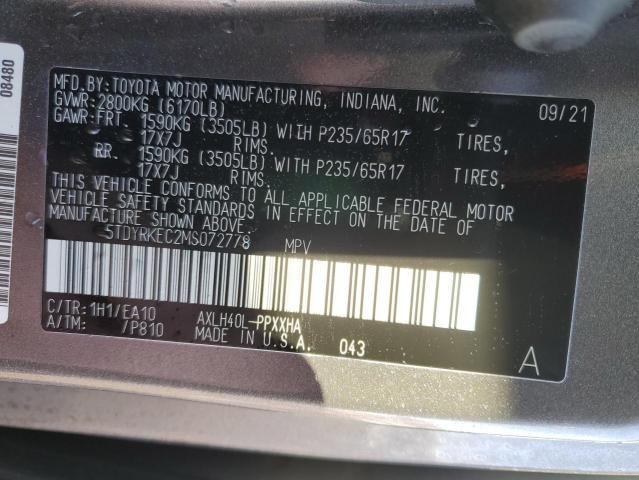 08480
MFD.BY:TOYOTA MOTOR MANUFACTURING, INDIANA, INC. 09/21
GVWR:2800KG (6170LB)
GAWR:FRT. 1590KG (3505LB) WITH P235/65R17 TIRES,
17X7J RIMS.
RR. 1590KG (3505LB) WITH P235/65R17 TIRES,
17X7J RIMS.
THIS VEHICLE CONFORMS TO ALL APPLICABLE FEDERAL MOTOR
VEHICLE SAFETY STANDARDS IN EFFECT ON THE DATE OF
MANUFACTURE SHOWN ABOVE.
5TDYRKEC2MS072778 MPV
C/TR:1H1/EA10 AXLH40L-PPXXHA
A/TM: /P810 MADE IN U.S.A. 043 A